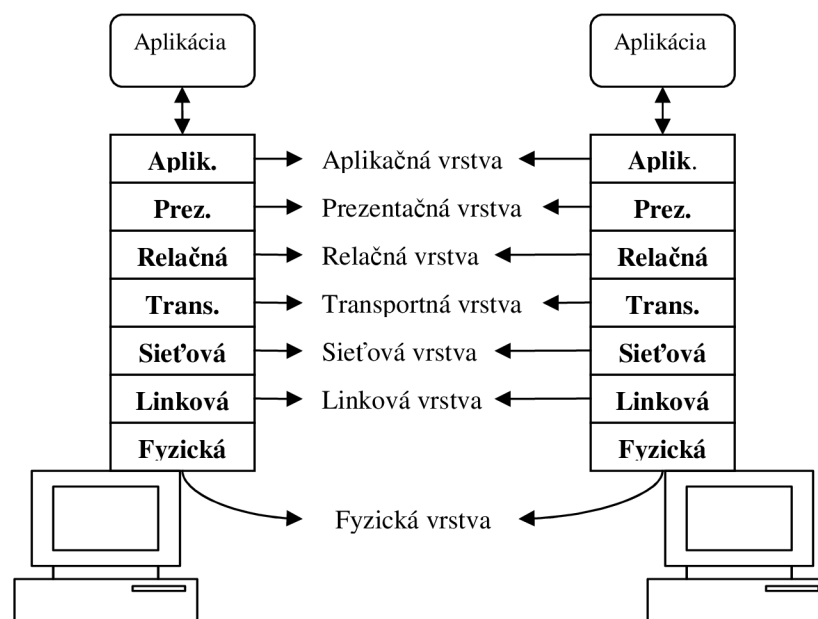 Aplikácia Aplikácia
Aplik. Aplikačná vrstva Aplik.
Prez. Prezentačná vrstva Prez.
Relačná Relačná vrstva Relačná
Trans. Transportná vrstva Trans.
Sieťová Sieťová vrstva Sieťová
Linková Linková vrstva Linková
Fyzická Fyzická
Fyzická vrstva